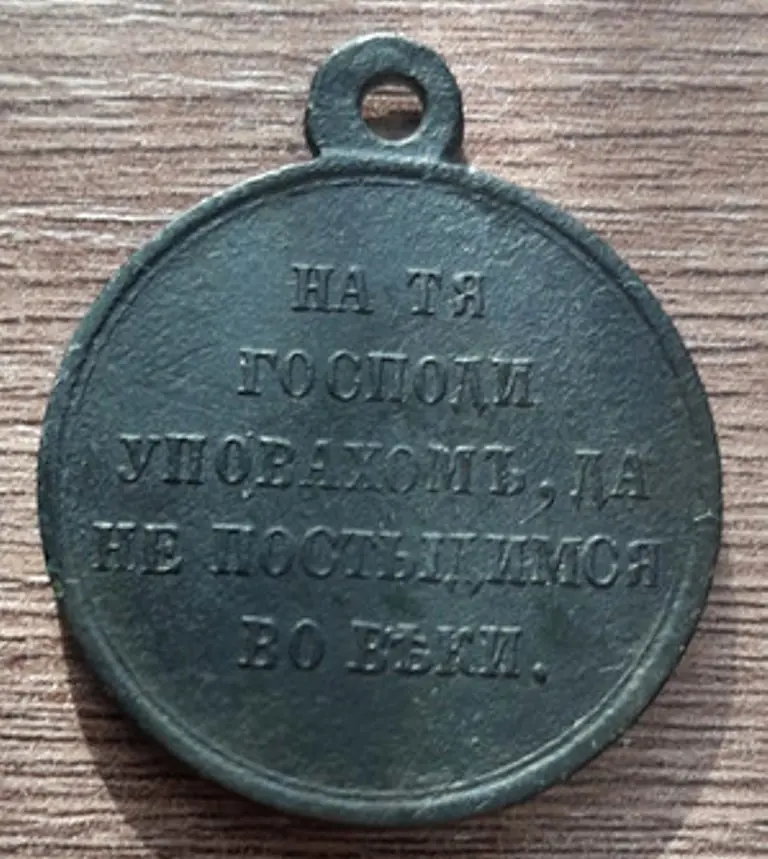 НА ТЯ
ГОСПОДИ
УПОВАХОМЪ, ДА
НЕ ПОСТЫДИМСЯ
ВО ВѢКИ.